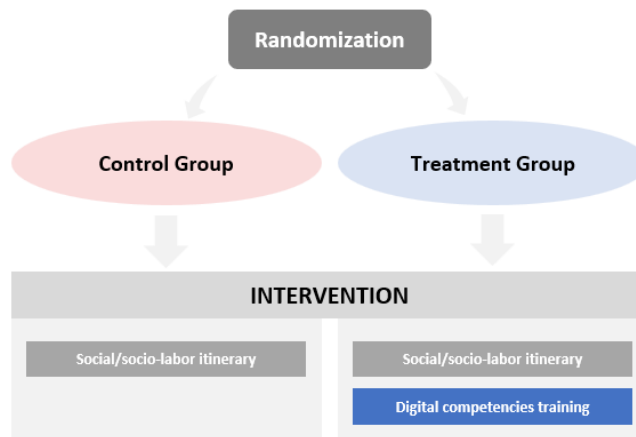 Randomization
Control Group
Treatment Group
INTERVENTION
Social/socio-labor itinerary
Social/socio-labor itinerary
Digital competencies training